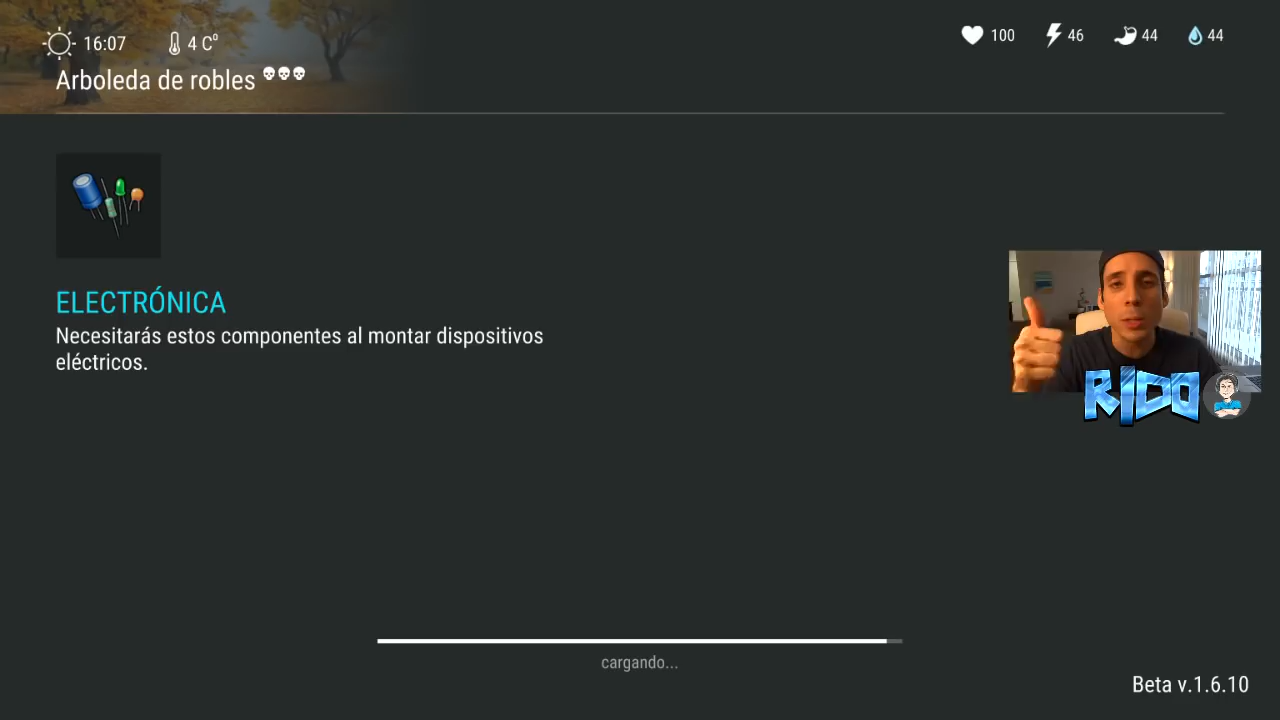 16:07
4 Cº
100
46
44
44
Arboleda de robles
ELECTRÓNICA
Necesitarás estos componentes al montar dispositivos
eléctricos.
RIDO
cargando...
Beta v.1.6.10